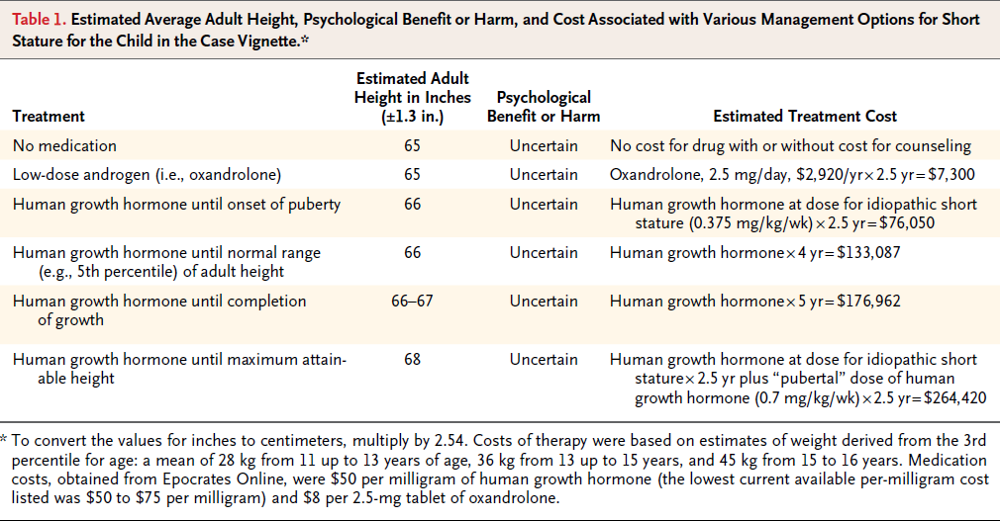 Table 1. Estimated Average Adult Height, Psychological Benefit or Harm, and Cost Associated with Various Management Options for Short
Stature for the Child in the Case Vignette.*
Treatment
Estimated Adult
Height in Inches
(±1.3 in.)
Psychological
Benefit or Harm
Estimated Treatment Cost
No medication 65 Uncertain No cost for drug with or without cost for counseling
Low-dose androgen (i.e., oxandrolone) 65 Uncertain Oxandrolone, 2.5 mg/day, $2,920/yr×2.5 yr=$7,300
Human growth hormone until onset of puberty 66 Uncertain Human growth hormone at dose for idiopathic short
stature (0.375 mg/kg/wk)×2.5 yr=$76,050
Human growth hormone until normal range 66 Uncertain Human growth hormone×4 yr=$133,087
(e.g., 5th percentile) of adult height
Human growth hormone until completion 66–67 Uncertain Human growth hormone×5 yr=$176,962
of growth
Human growth hormone until maximum attain- 68 Uncertain Human growth hormone at dose for idiopathic short
able height stature×2.5 yr plus “pubertal” dose of human
growth hormone (0.7 mg/kg/wk)×2.5 yr=$264,420
* To convert the values for inches to centimeters, multiply by 2.54. Costs of therapy were based on estimates of weight derived from the 3rd
percentile for age: a mean of 28 kg from 11 up to 13 years of age, 36 kg from 13 up to 15 years, and 45 kg from 15 to 16 years. Medication
costs, obtained from Epocrates Online, were $50 per milligram of human growth hormone (the lowest current available per-milligram cost
listed was $50 to $75 per milligram) and $8 per 2.5-mg tablet of oxandrolone.